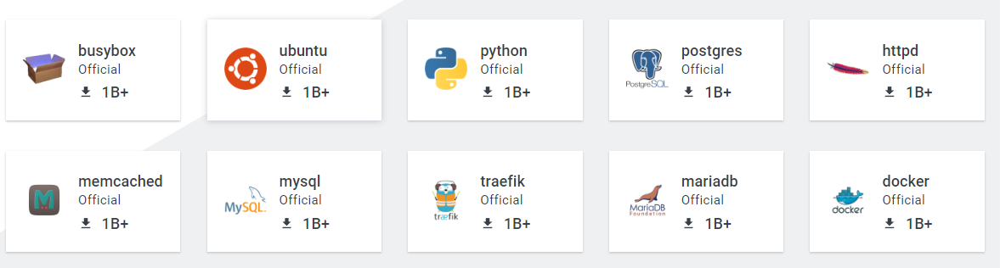 busybox
Official
1B+
ubuntu
Official
1B+
python
Official
1B+
postgres
Official
1B+
PostgreSQL
httpd
Official
1B+
memcached
Official
1B+
M
mysql
Official
1B+
MySQL
traefik
Official
1B+
træfik
mariadb
Official
1B+
MariaDB
Foundation
docker
Official
1B+
docker